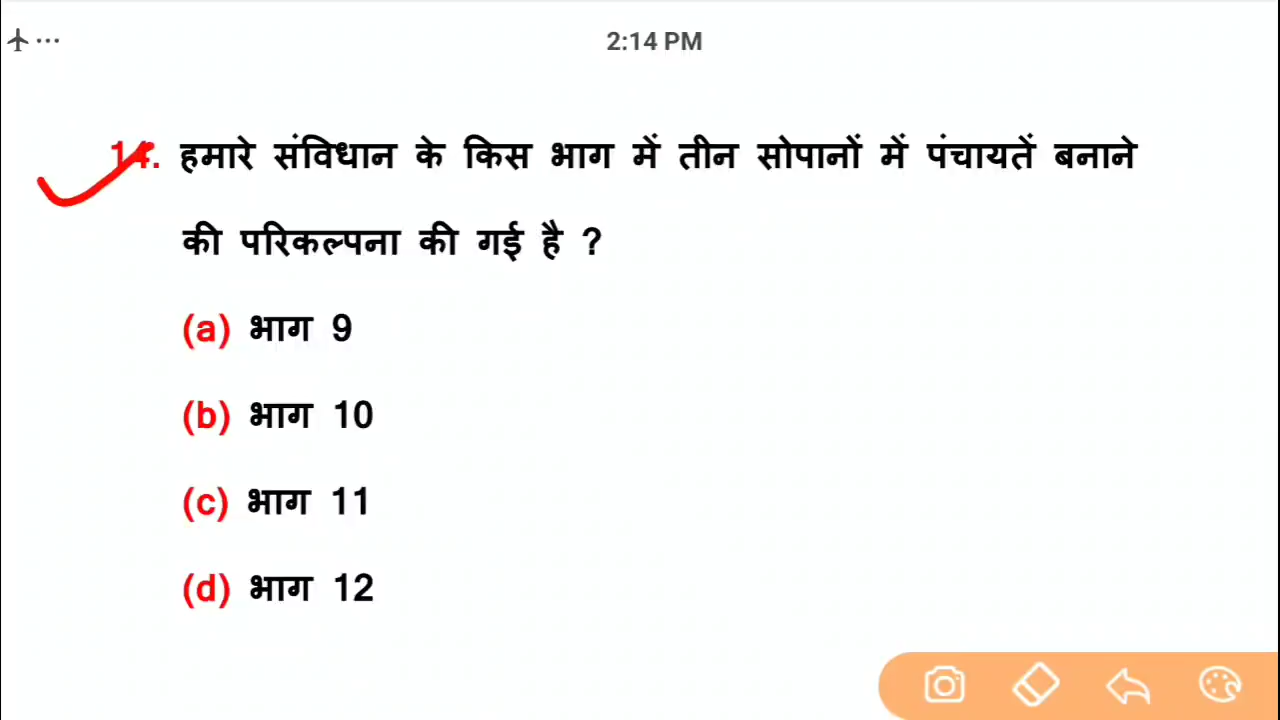 2:14 PM
14. हमारे संविधान के किस भाग में तीन सोपानों में पंचायतें बनाने
की परिकल्पना की गई है ?
(a) भाग 9
(b) भाग 10
(c) भाग 11
(d) भाग 12